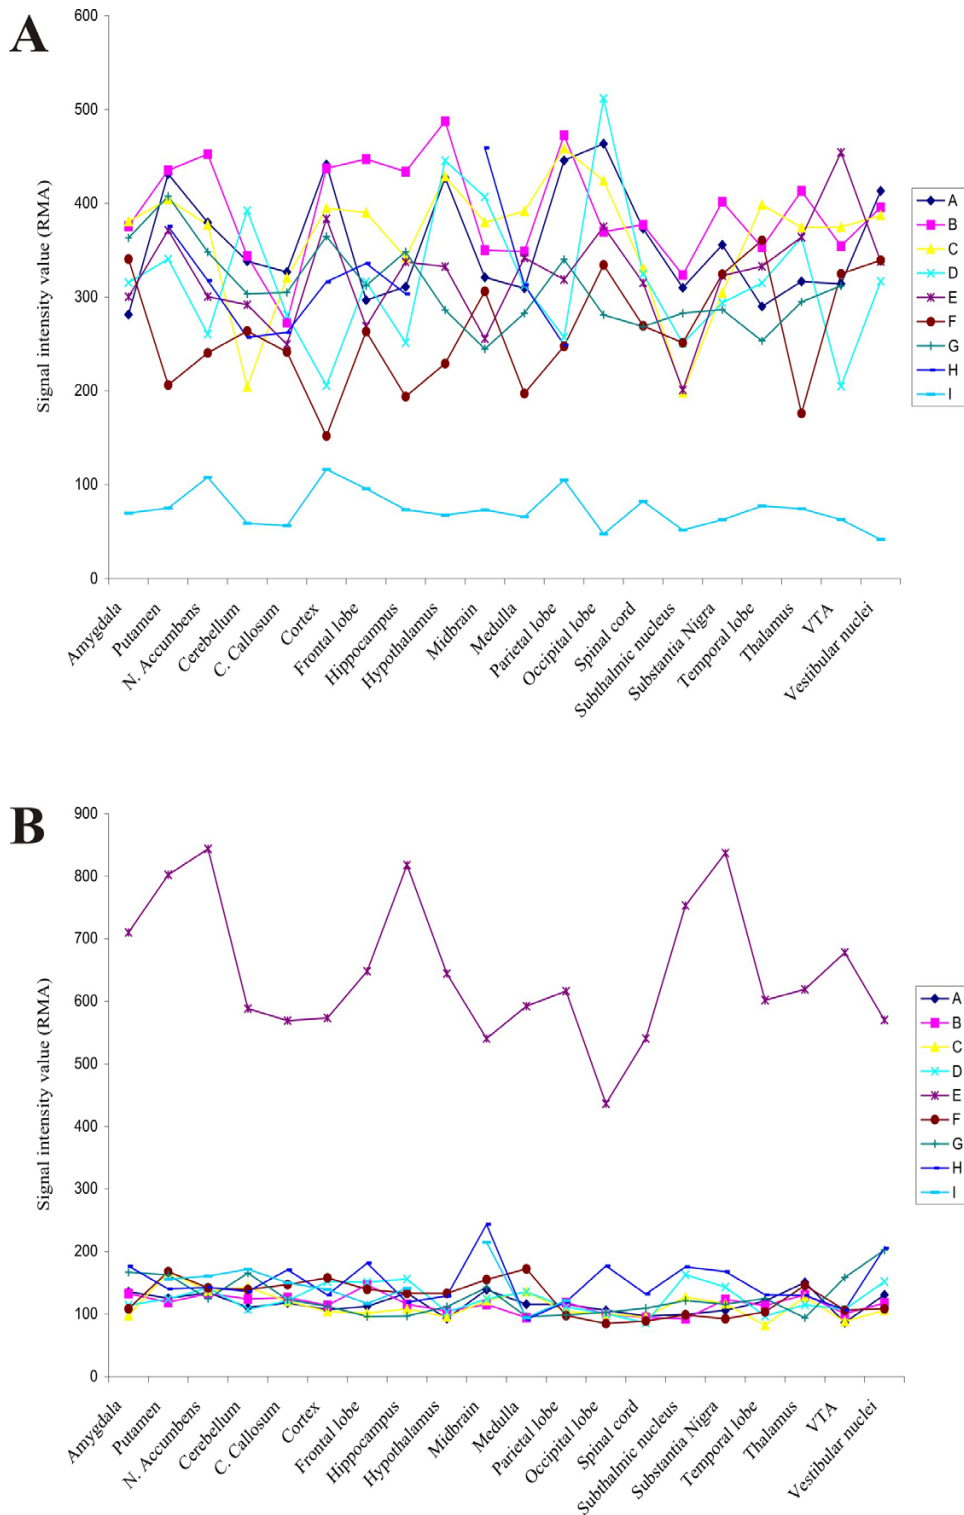 A
600
500
400
300
200
100
0
Signal intensity value (RMA)
Amygdala
Putamen
N. Accumbens
Cerebellum
C. Callosum
Cortex
Frontal lobe
Hippocampus
Hypothalamus
Midbrain
Medulla
Parietal lobe
Occipital lobe
Spinal cord
Subthalmic nucleus
Substantia Nigra
Temporal lobe
Thalamus
VTA
Vestibular nuclei
A
B
C
D
E
F
G
H
I
B
900
800
700
600
500
400
300
200
100
0
Signal intensity value (RMA)
Amygdala
Putamen
N. Accumbens
Cerebellum
C. Callosum
Cortex
Frontal lobe
Hippocampus
Hypothalamus
Midbrain
Medulla
Parietal lobe
Occipital lobe
Spinal cord
Subthalmic nucleus
Substantia Nigra
Temporal lobe
Thalamus
VTA
Vestibular nuclei
A
B
C
D
E
F
G
H
I